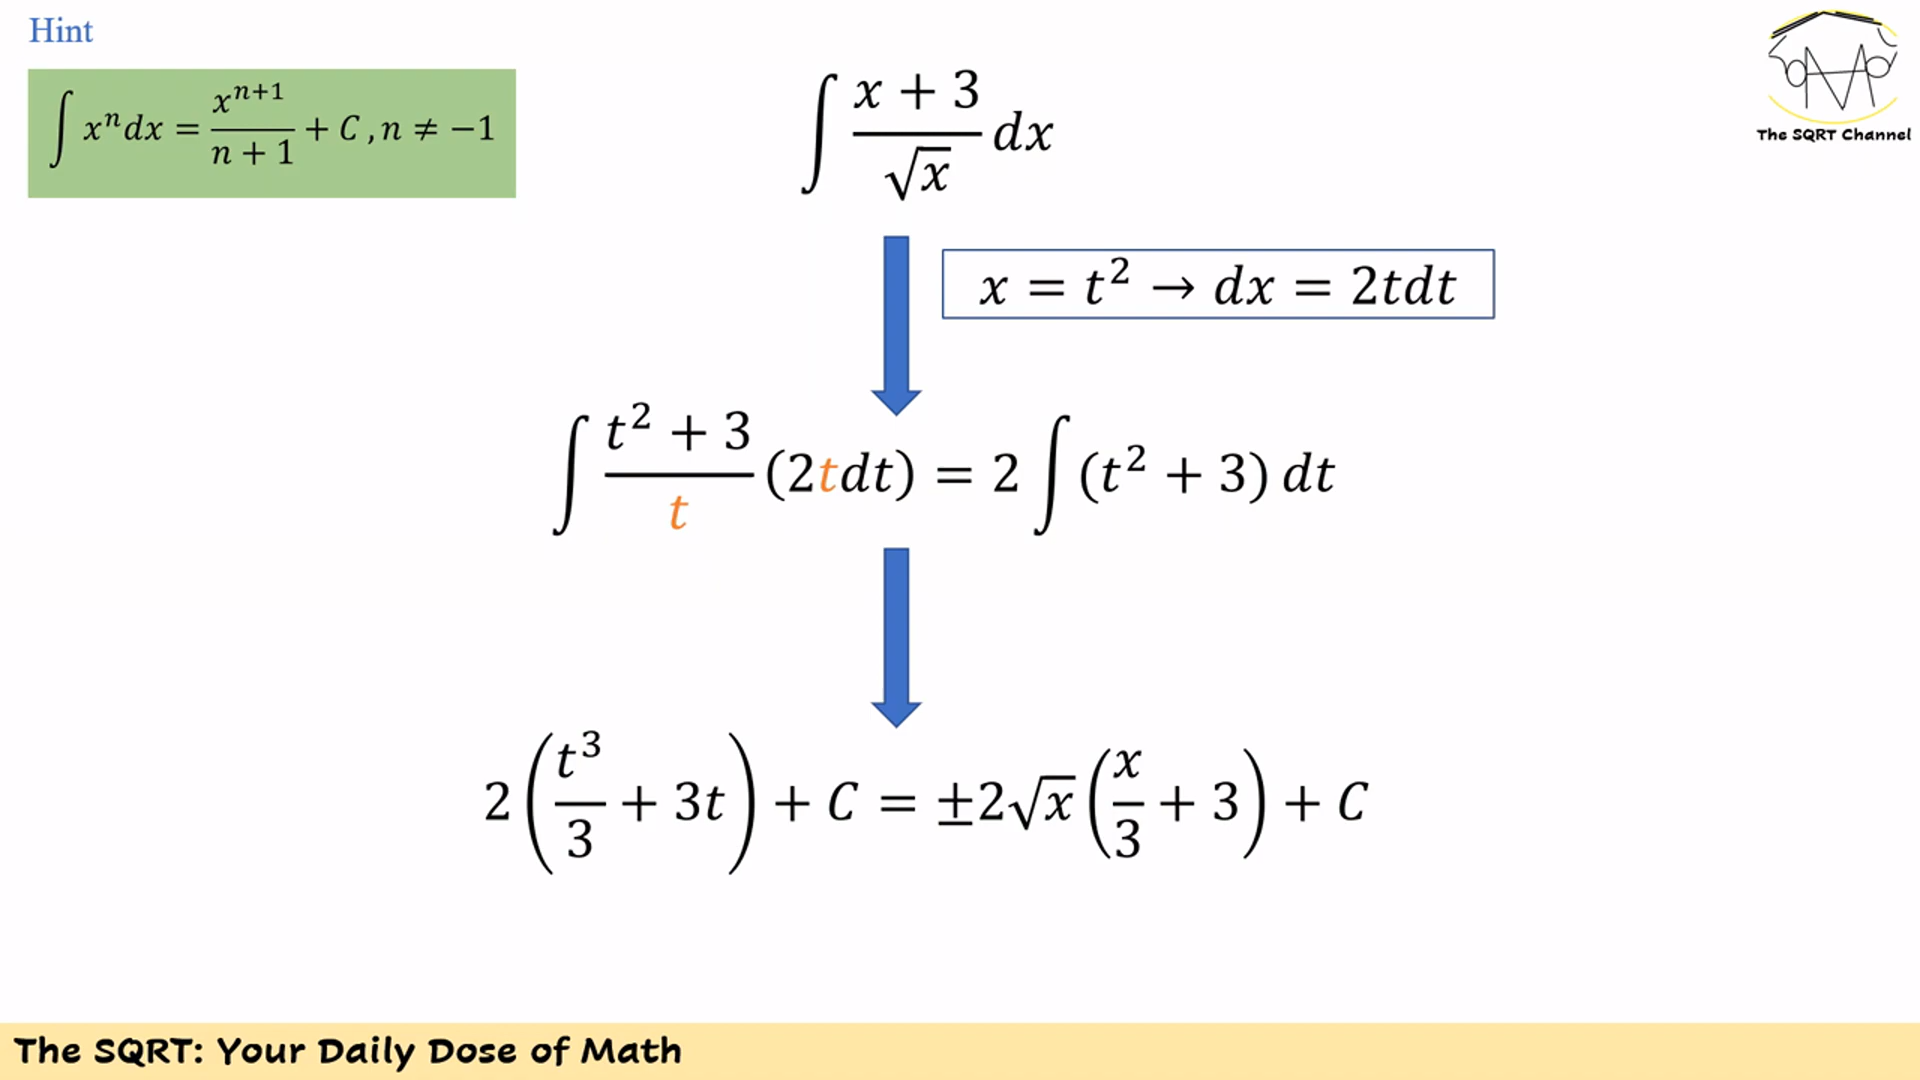 Hint
∫ xⁿdx = xⁿ⁺¹/(n + 1) + C , n ≠ −1
∫ (x + 3)/√x dx
The SQRT Channel
x = t² → dx = 2tdt
∫ (t² + 3)/t (2tdt) = 2 ∫ (t² + 3) dt
2 (t³/3 + 3t) + C = ±2√x (x/3 + 3) + C
The SQRT: Your Daily Dose of Math